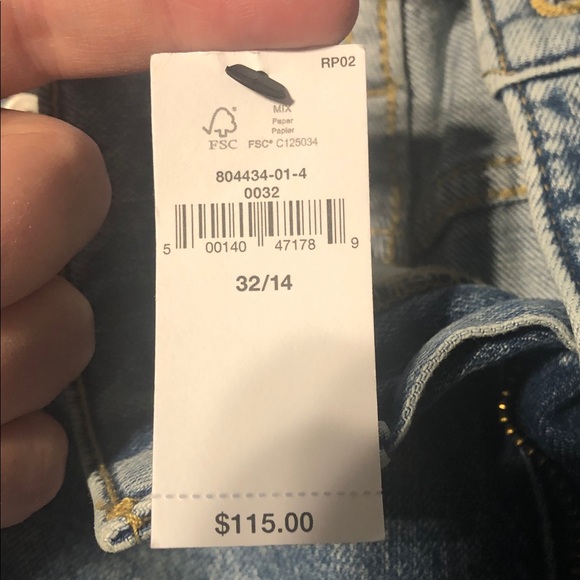 RP02
MIX
Paper
Papier
FSC
FSC® C125034
804434-01-4
0032
5 00140 47178 9
32/14
$115.00